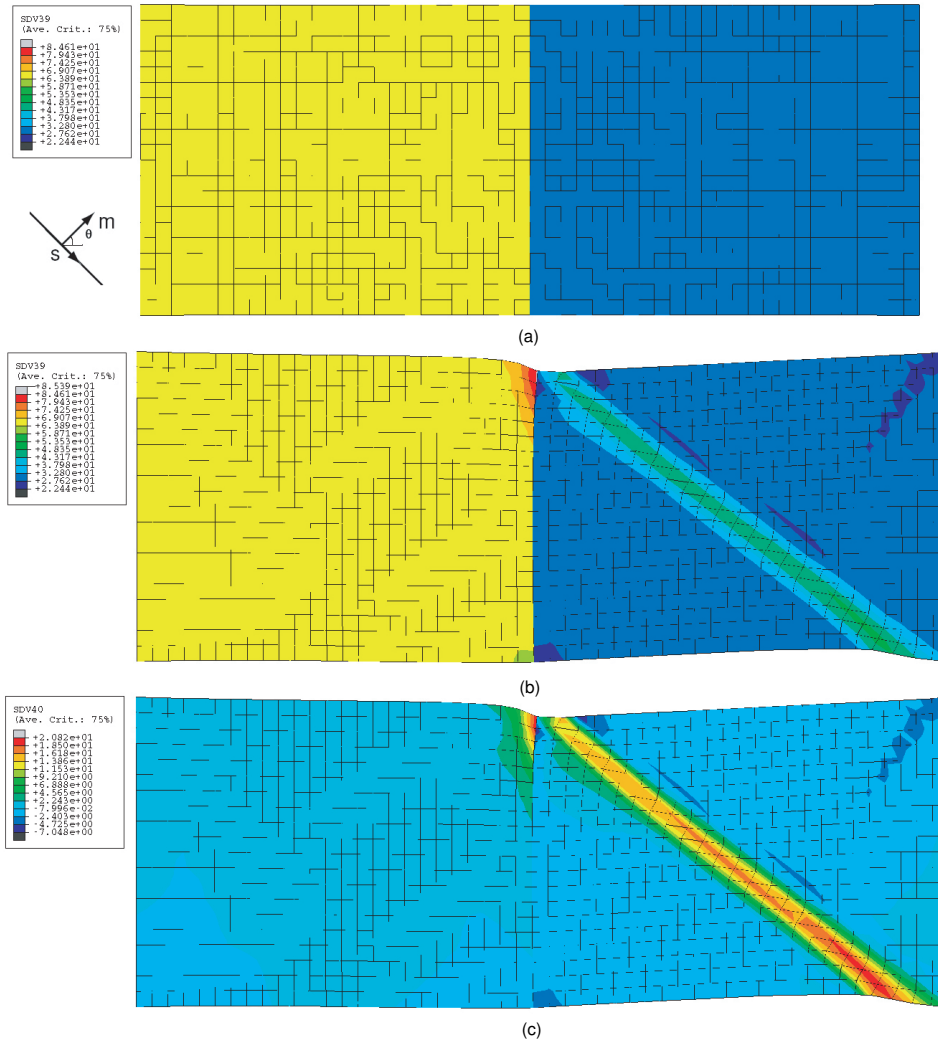 SDV39
(Ave. Crit.: 75%)
+8.461e+01
+7.943e+01
+7.425e+01
+6.907e+01
+6.389e+01
+5.871e+01
+5.353e+01
+4.835e+01
+4.317e+01
+3.798e+01
+3.280e+01
+2.762e+01
+2.244e+01
m
θ
s
(a)
SDV39
(Ave. Crit.: 75%)
+8.539e+01
+8.461e+01
+7.943e+01
+7.425e+01
+6.907e+01
+6.389e+01
+5.871e+01
+5.353e+01
+4.835e+01
+4.317e+01
+3.798e+01
+3.280e+01
+2.762e+01
+2.244e+01
(b)
SDV40
(Ave. Crit.: 75%)
+2.082e+01
+1.850e+01
+1.618e+01
+1.386e+01
+1.153e+01
+9.210e+00
+6.888e+00
+4.565e+00
+2.243e+00
-7.996e-02
-2.403e+00
-4.725e+00
-7.048e+00
(c)